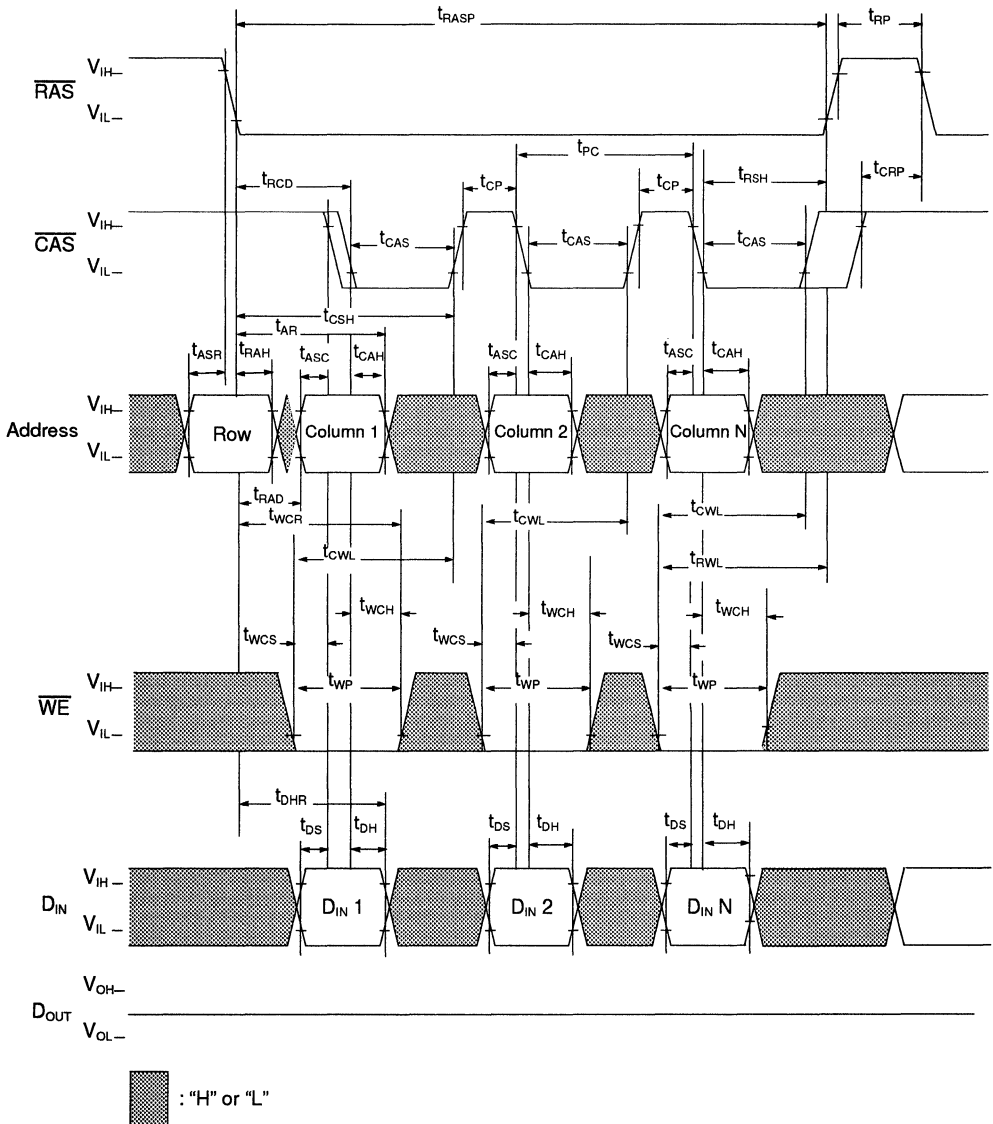 tRASP
tRP
RAS
VIH
VIL
tRCD
tCP
tPC
tCP
tRSH
tCRP
CAS
VIH
VIL
tCAS
tCAS
tCAS
tCSH
tAR
tASR
tRAH
tASC
tCAH
tASC
tCAH
tASC
tCAH
Address
VIH
VIL
Row
Column 1
Column 2
Column N
tRAD
tWCR
tCWL
tCWL
tCWL
tRWL
tWCS
tWCH
tWCS
tWCH
tWCS
tWCH
WE
VIH
VIL
tWP
tWP
tWP
tDHR
tDS
tDH
tDS
tDH
tDS
tDH
DIN
VIH
VIL
DIN 1
DIN 2
DIN N
DOUT
VOH
VOL
: "H" or "L"